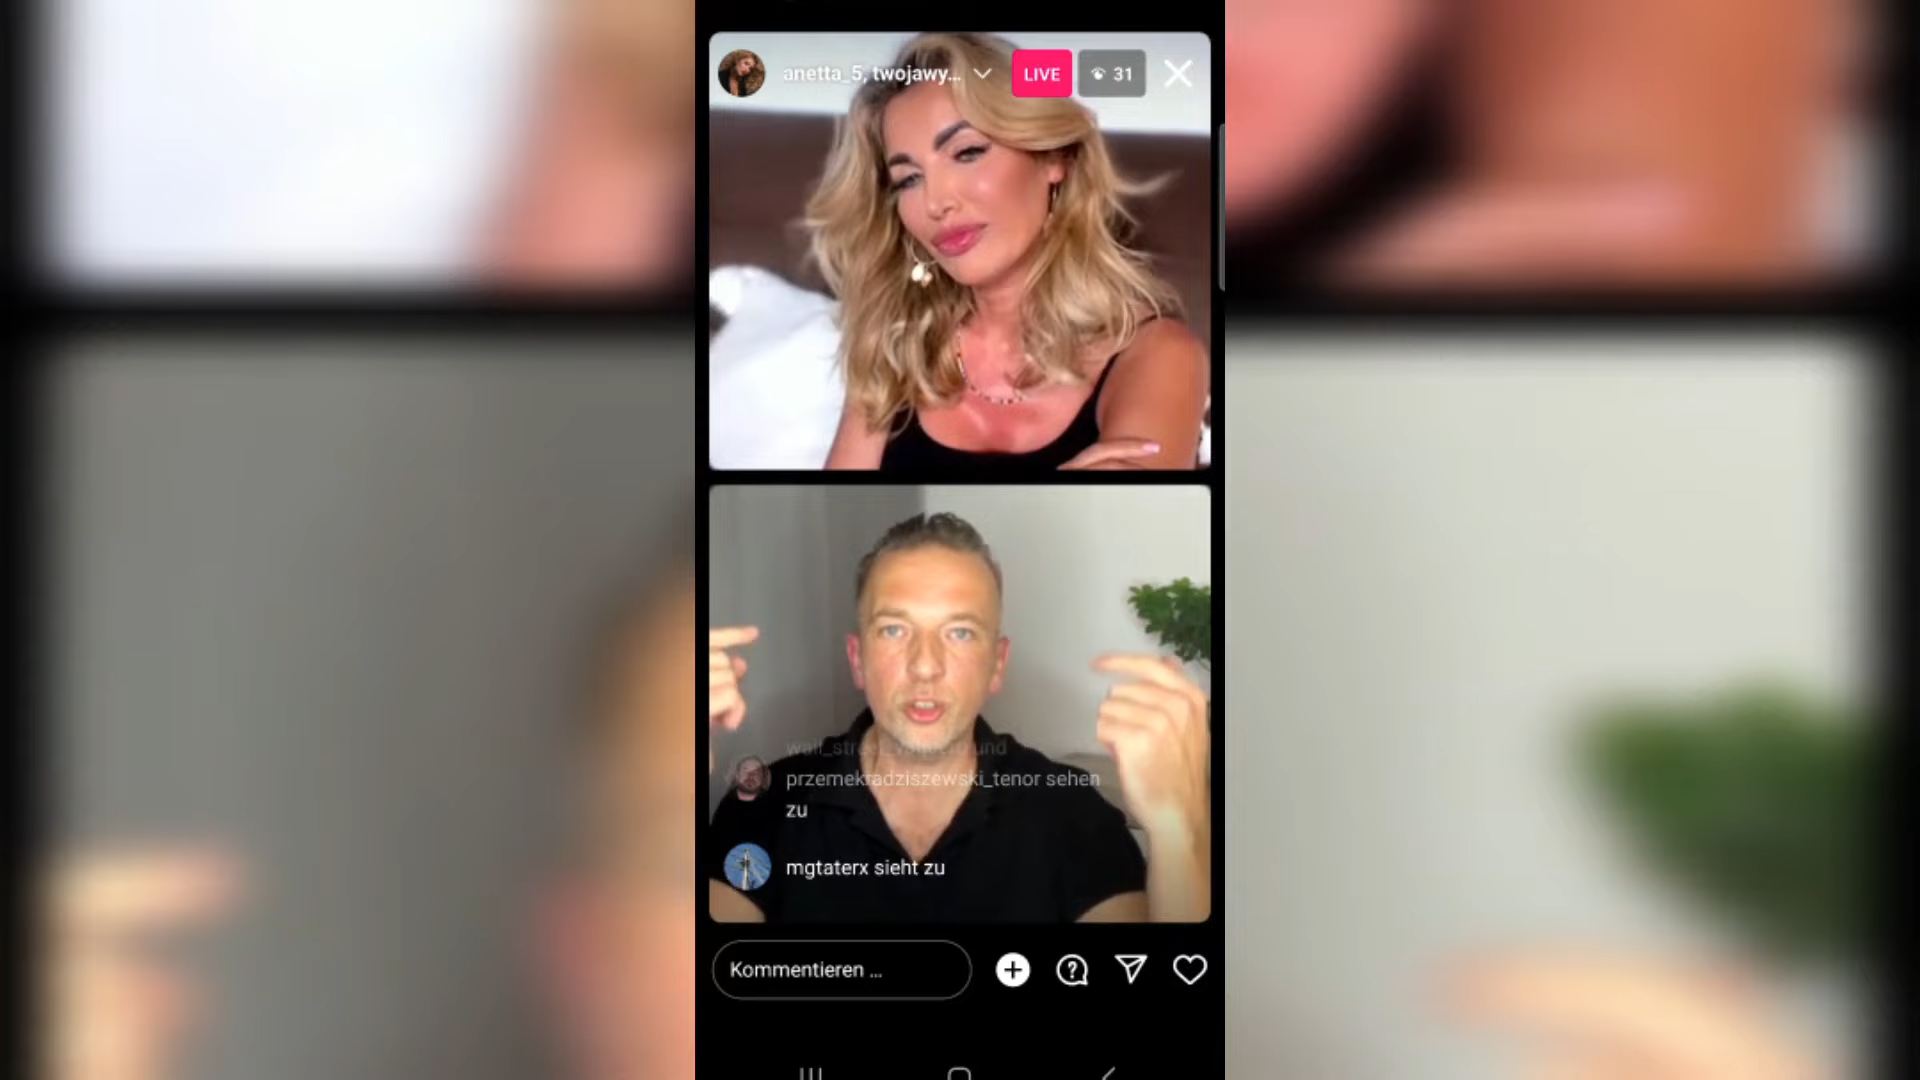 anetta_5, twojawy...
LIVE
31
przemekradziszewski_tenor sehen
zu
mgtaterx sieht zu
Kommentieren ...